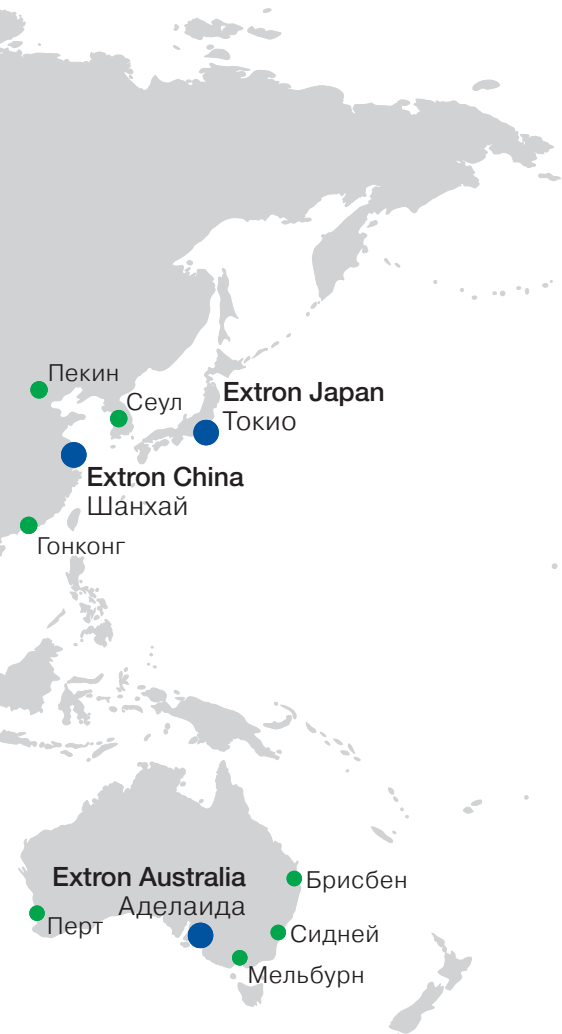 Пекин
Сеул
Extron Japan
Токио
Extron China
Шанхай
Гонконг
Extron Australia
Аделаида
Брисбен
Перт
Сидней
Мельбурн